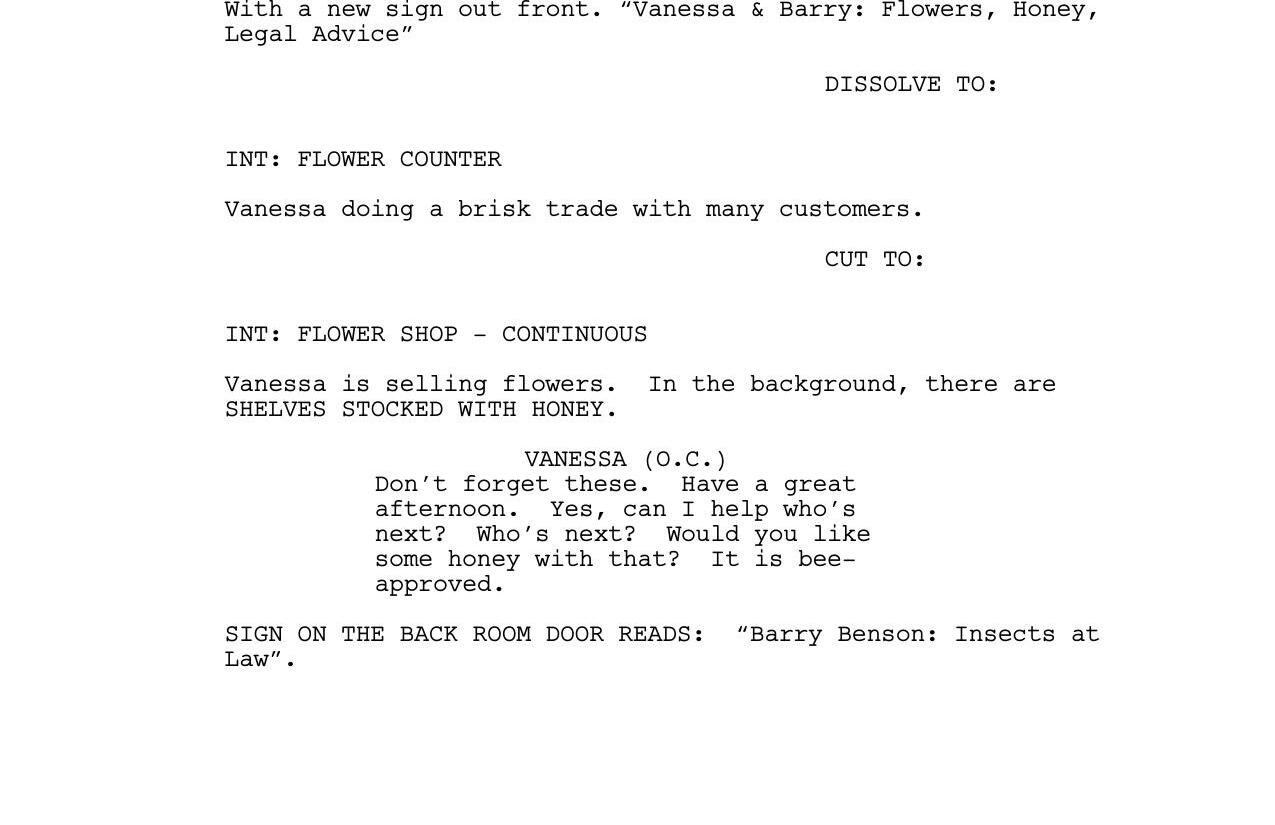 With a new sign out front. “Vanessa & Barry: Flowers, Honey,
Legal Advice”
DISSOLVE TO:
INT: FLOWER COUNTER
Vanessa doing a brisk trade with many customers.
CUT TO:
INT: FLOWER SHOP – CONTINUOUS
Vanessa is selling flowers.  In the background, there are
SHELVES STOCKED WITH HONEY.
VANESSA (O.C.)
Don’t forget these.  Have a great
afternoon.  Yes, can I help who’s
next?  Who’s next?  Would you like
some honey with that?  It is bee–
approved.
SIGN ON THE BACK ROOM DOOR READS:  “Barry Benson: Insects at
Law”.